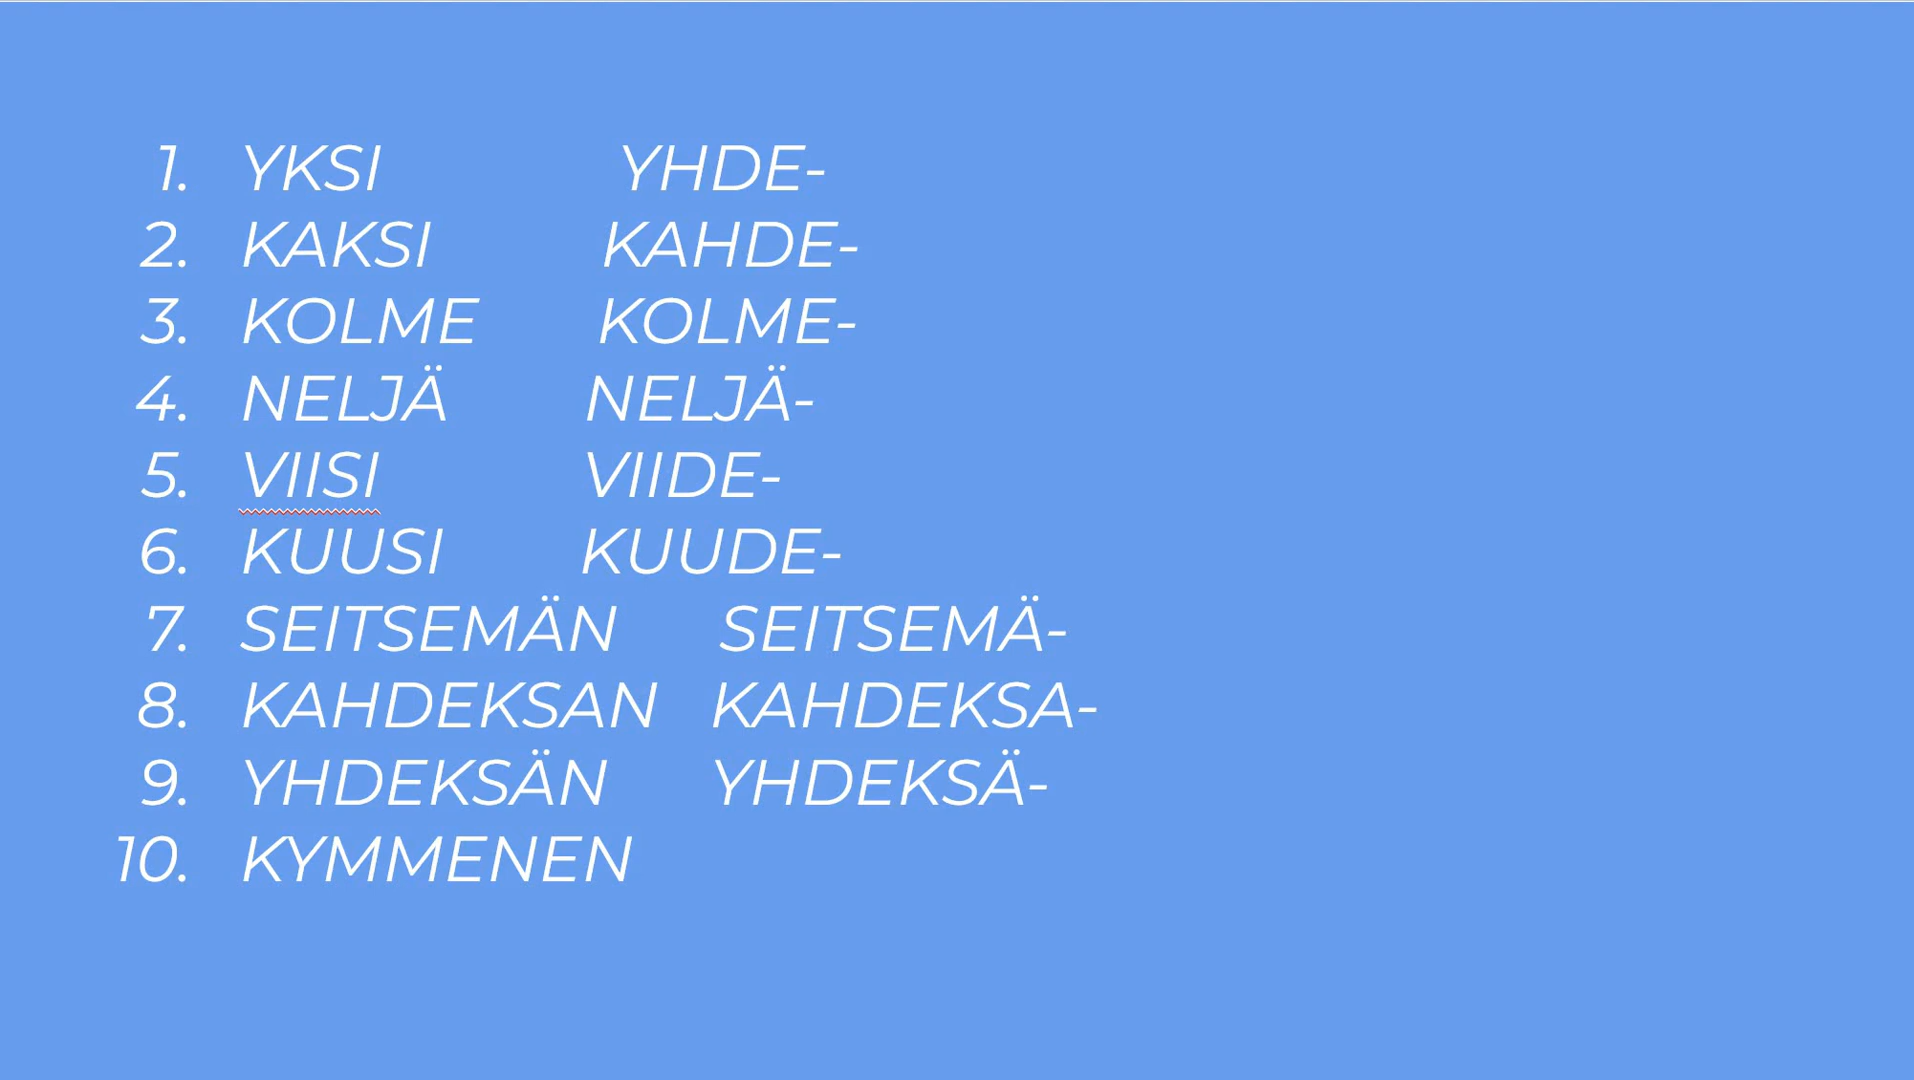 1. YKSI YHDE-
2. KAKSI KAHDE-
3. KOLME KOLME-
4. NELJÄ NELJÄ-
5. VIISI VIIDE-
6. KUUSI KUUDE-
7. SEITSEMÄN SEITSEMÄ-
8. KAHDEKSAN KAHDEKSA-
9. YHDEKSÄN YHDEKSÄ-
10. KYMMENEN